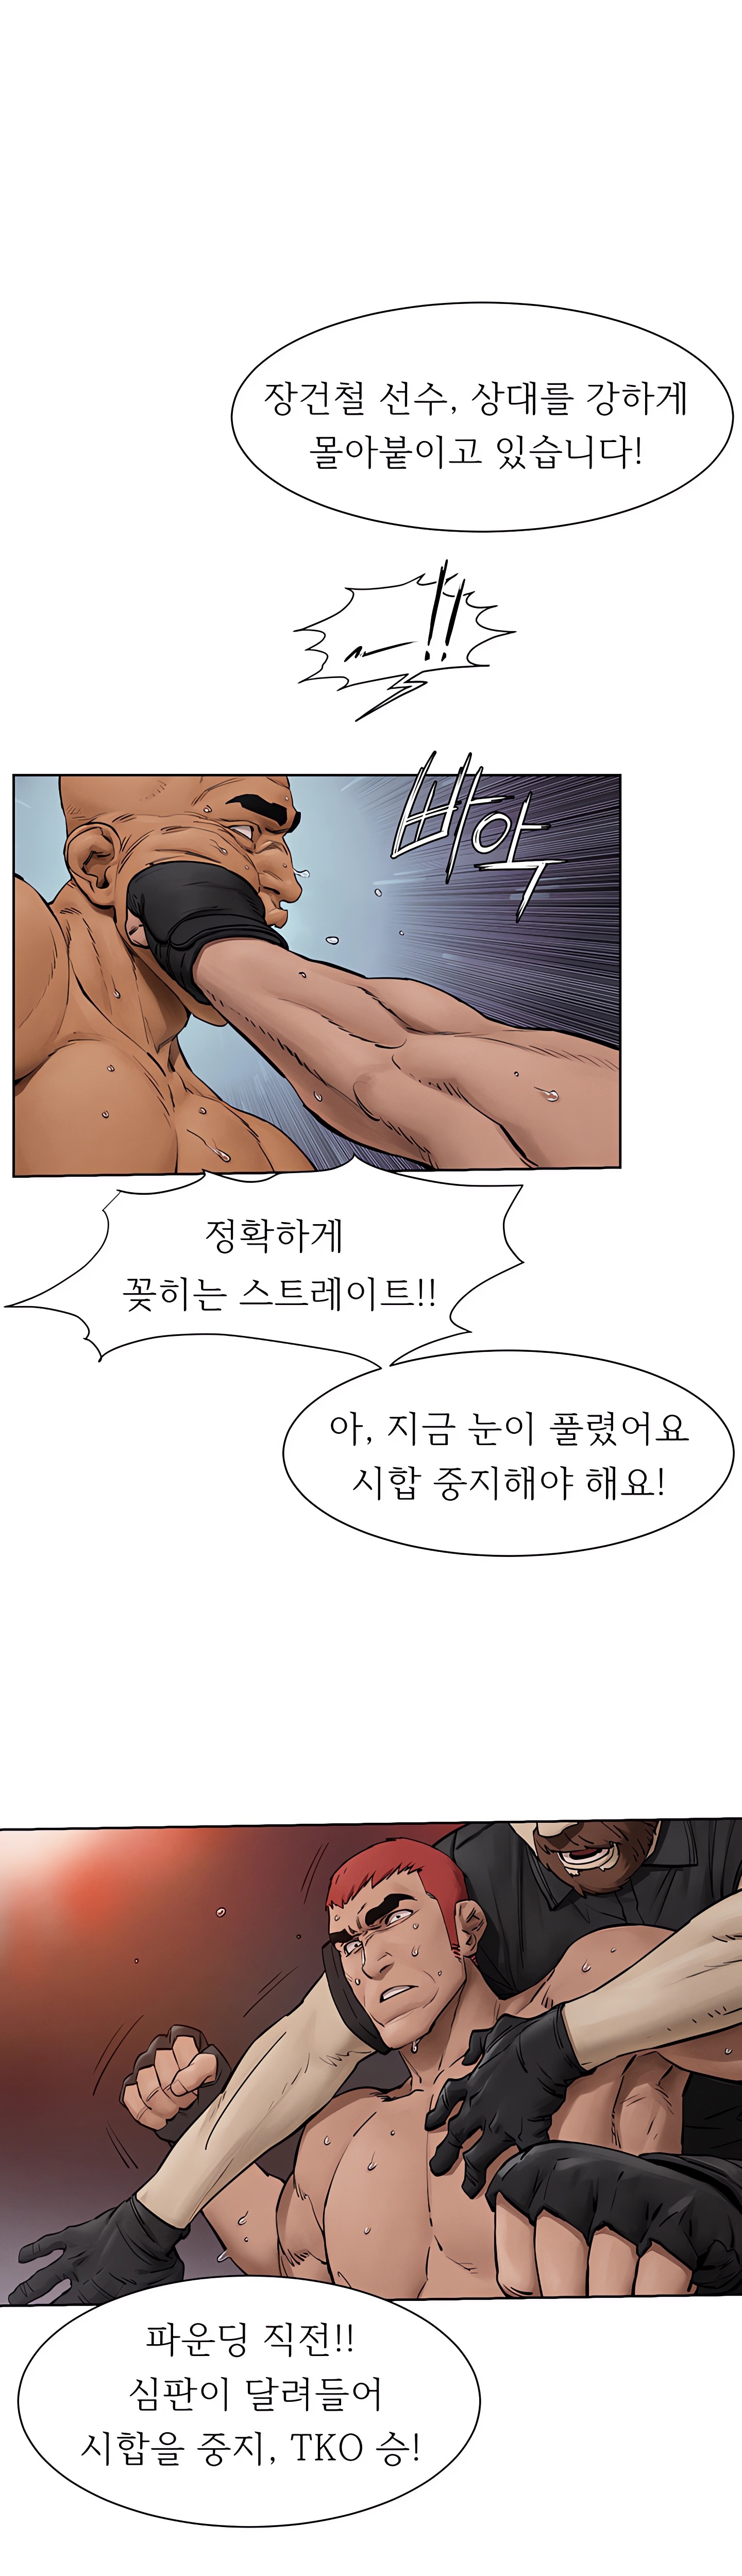 장건철 선수, 상대를 강하게
몰아붙이고 있습니다!
!!
빠악
정확하게
꽂히는 스트레이트!!
아, 지금 눈이 풀렸어요
시합 중지해야 해요!
파운딩 직전!!
심판이 달려들어
시합을 중지, TKO 승!